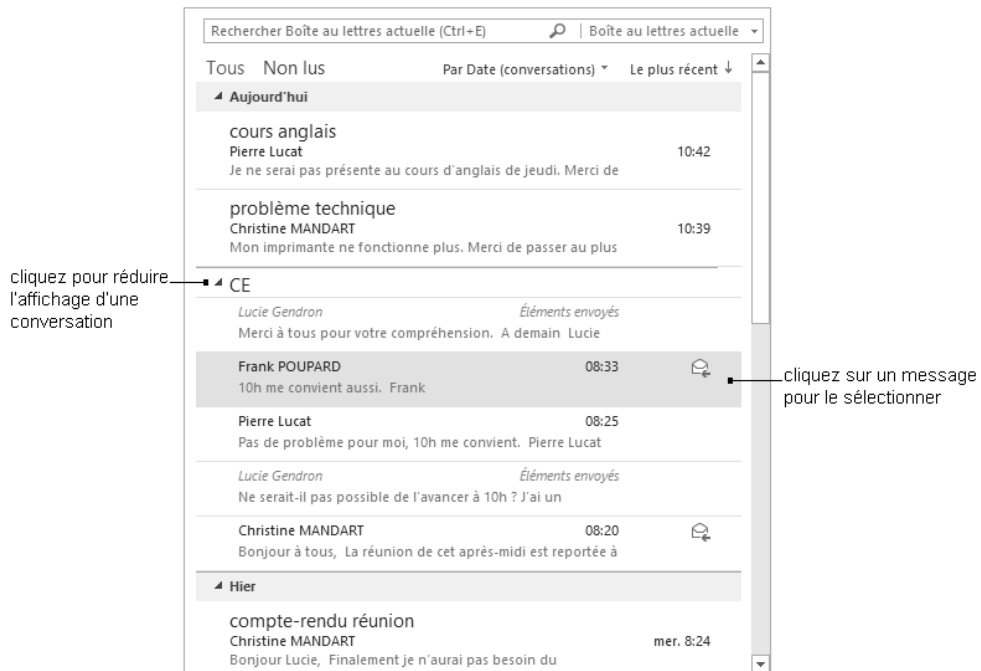 Rechercher Boîte au lettres actuelle (Ctrl+E) Boîte au lettres actuelle
Tous Non lus Par Date (conversations) Le plus récent ↓
Aujourd'hui
cours anglais
Pierre Lucat 10:42
Je ne serai pas présente au cours d'anglais de jeudi. Merci de
problème technique
Christine MANDART 10:39
Mon imprimante ne fonctionne plus. Merci de passer au plus
cliquez pour réduire
l'affichage d'une
conversation
CE
Lucie Gendron Éléments envoyés
Merci à tous pour votre compréhension. A demain Lucie
Frank POUPARD 08:33
10h me convient aussi. Frank
cliquez sur un message
pour le sélectionner
Pierre Lucat 08:25
Pas de problème pour moi, 10h me convient. Pierre Lucat
Lucie Gendron Éléments envoyés
Ne serait-il pas possible de l'avancer à 10h ? J'ai un
Christine MANDART 08:20
Bonjour à tous, La réunion de cet après-midi est reportée à
Hier
compte-rendu réunion
Christine MANDART mer. 8:24
Bonjour Lucie, Finalement je n'aurai pas besoin du